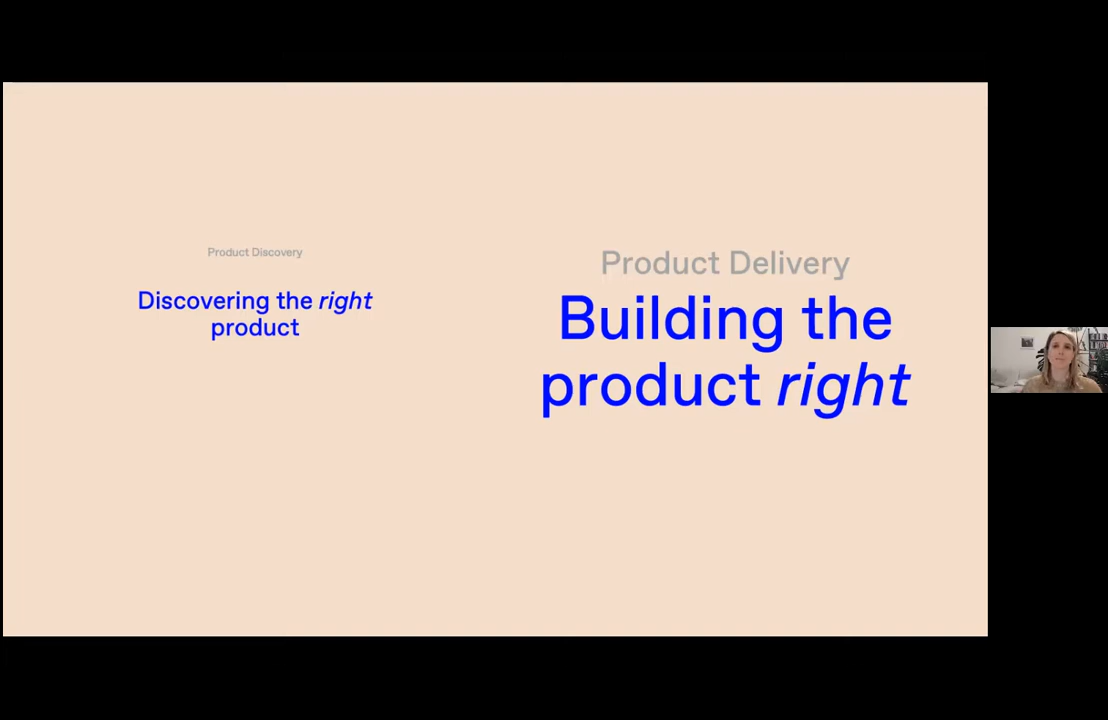 Product Discovery
Discovering the right
product
Product Delivery
Building the
product right